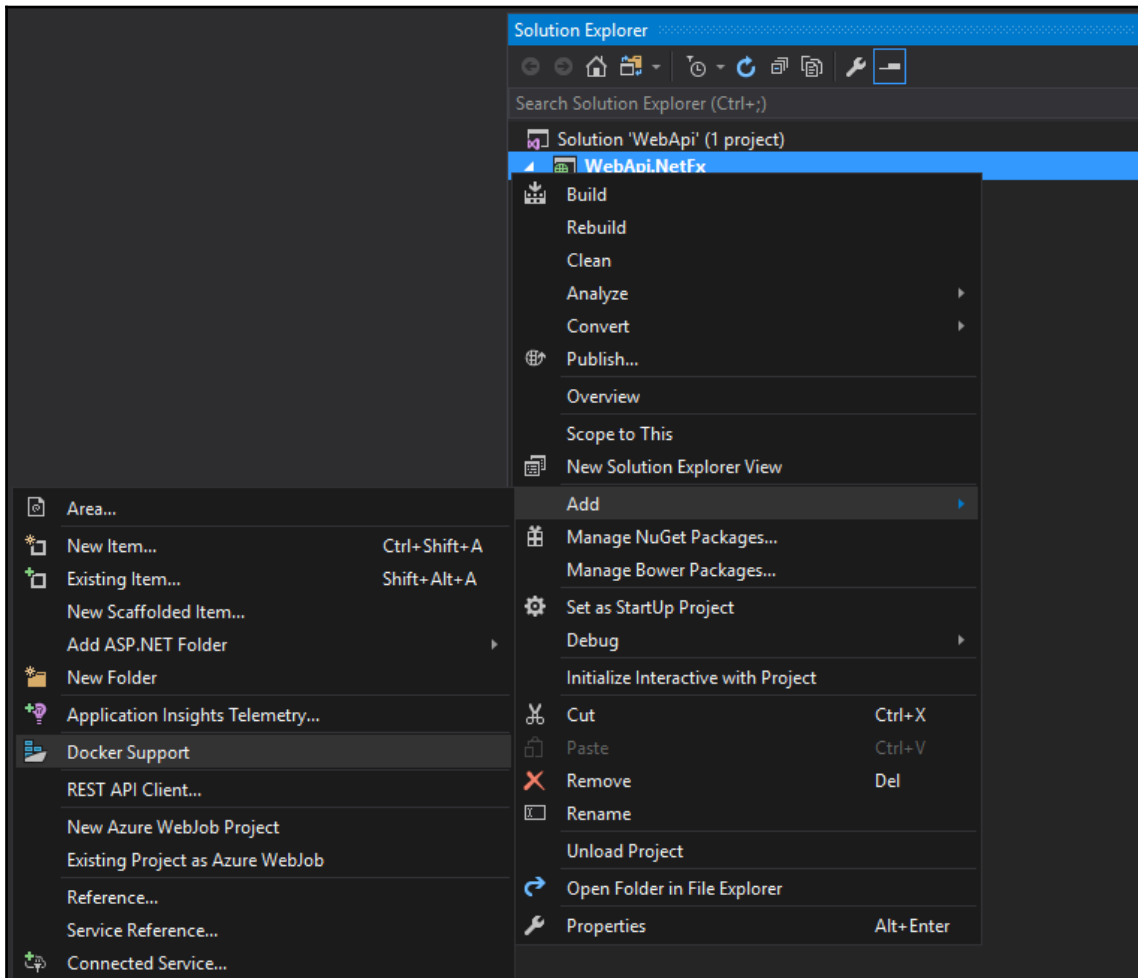 Solution Explorer
Search Solution Explorer (Ctrl+;)
Solution 'WebApi' (1 project)
WebApi.NetFx
Build
Rebuild
Clean
Analyze
Convert
Publish...
Overview
Scope to This
New Solution Explorer View
Add
Manage NuGet Packages...
Manage Bower Packages...
Set as StartUp Project
Debug
Initialize Interactive with Project
Cut Ctrl+X
Paste Ctrl+V
Remove Del
Rename
Unload Project
Open Folder in File Explorer
Properties Alt+Enter
Area...
New Item... Ctrl+Shift+A
Existing Item... Shift+Alt+A
New Scaffolded Item...
Add ASP.NET Folder
New Folder
Application Insights Telemetry...
Docker Support
REST API Client...
New Azure WebJob Project
Existing Project as Azure WebJob
Reference...
Service Reference...
Connected Service...